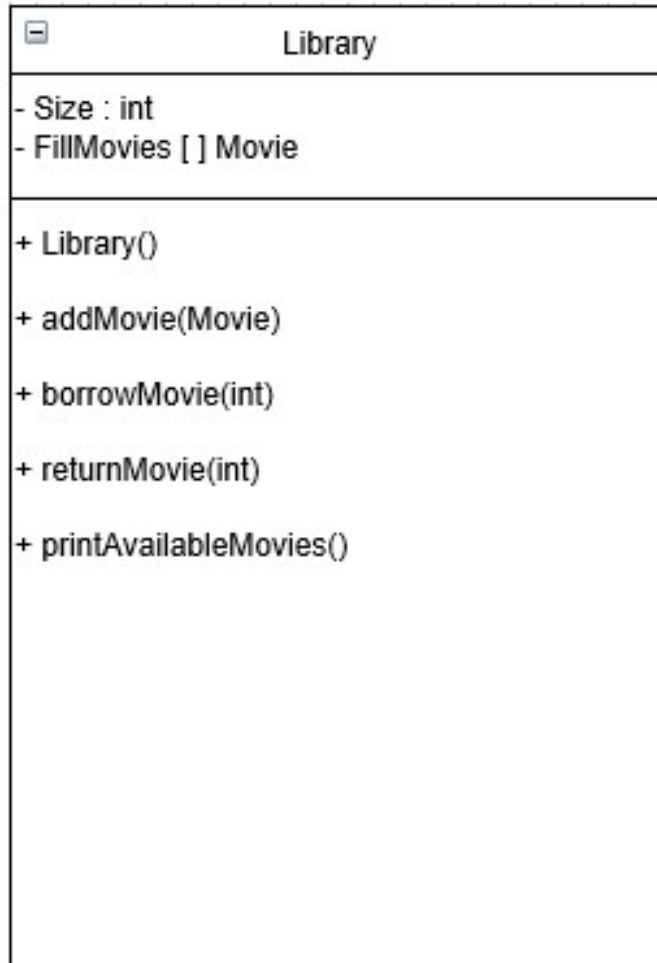 Library
- Size : int
- FillMovies [ ] Movie
+ Library()
+ addMovie(Movie)
+ borrowMovie(int)
+ returnMovie(int)
+ printAvailableMovies()